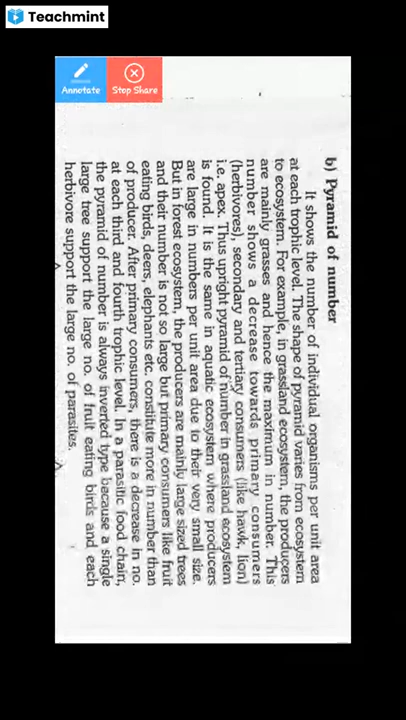 Teachmint
Annotate
Stop Share
b) Pyramid of number
It shows the number of individual organisms per unit area
at each trophic level. The shape of pyramid varies from ecosystem
to ecosystem. For example, in grassland ecosystem, the producers
are mainly grasses and hence the maximum in number. This
number shows a decrease towards primary consumers
(herbivores), secondary and tertiary consumers (like hawk, lion)
i.e. apex. Thus upright pyramid of number in grassland ecosystem
is found. It is the same in aquatic ecosystem where producers
are large in numbers per unit area due to their very small size.
But in forest ecosystem, the producers are mainly large sized trees
and their number is not so large but primary consumers like fruit
eating birds, deers, elephants etc. constitute more in number than
of producer. After primary consumers, there is a decrease in no.
at each third and fourth trophic level. In a parasitic food chain,
the pyramid of number is always inverted type bacause a single
large tree support the large no. of fruit eating birds and each
herbivore support the large no. of parasites.